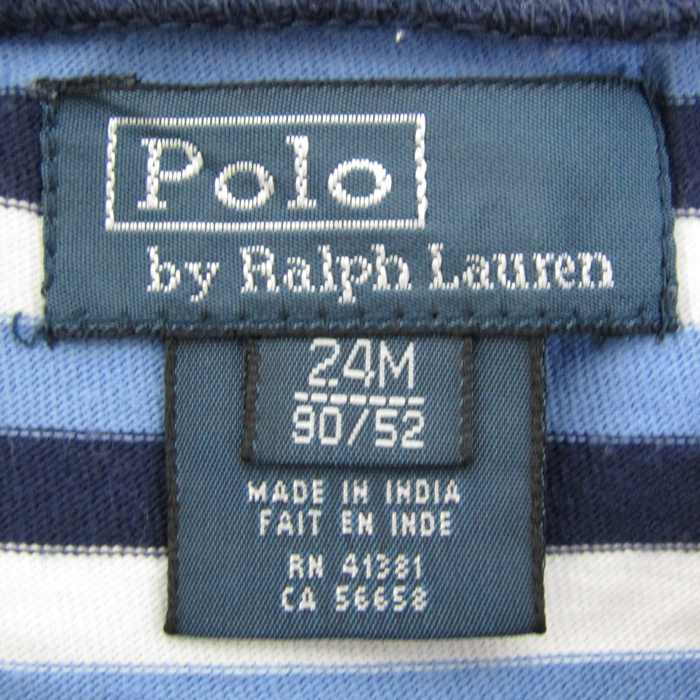 Polo
by Ralph Lauren
24M
90/52
MADE IN INDIA
FAIT EN INDE
RN 41381
CA 56658